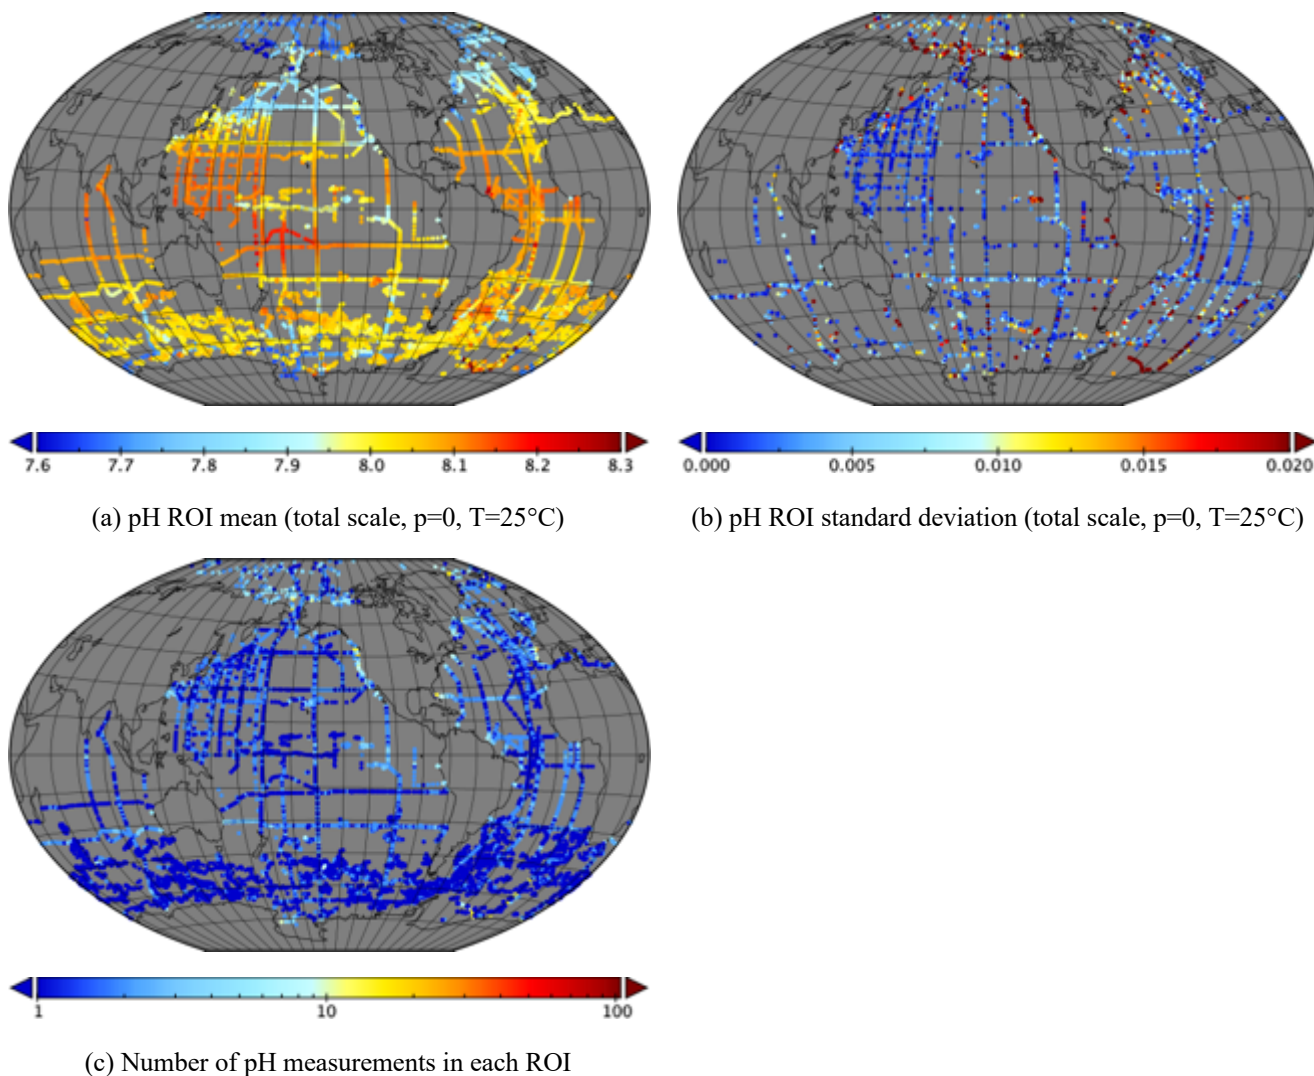 7.6 7.7 7.8 7.9 8.0 8.1 8.2 8.3
0.000 0.005 0.010 0.015 0.020
(a) pH ROI mean (total scale, p=0, T=25°C)
(b) pH ROI standard deviation (total scale, p=0, T=25°C)
1 10 100
(c) Number of pH measurements in each ROI